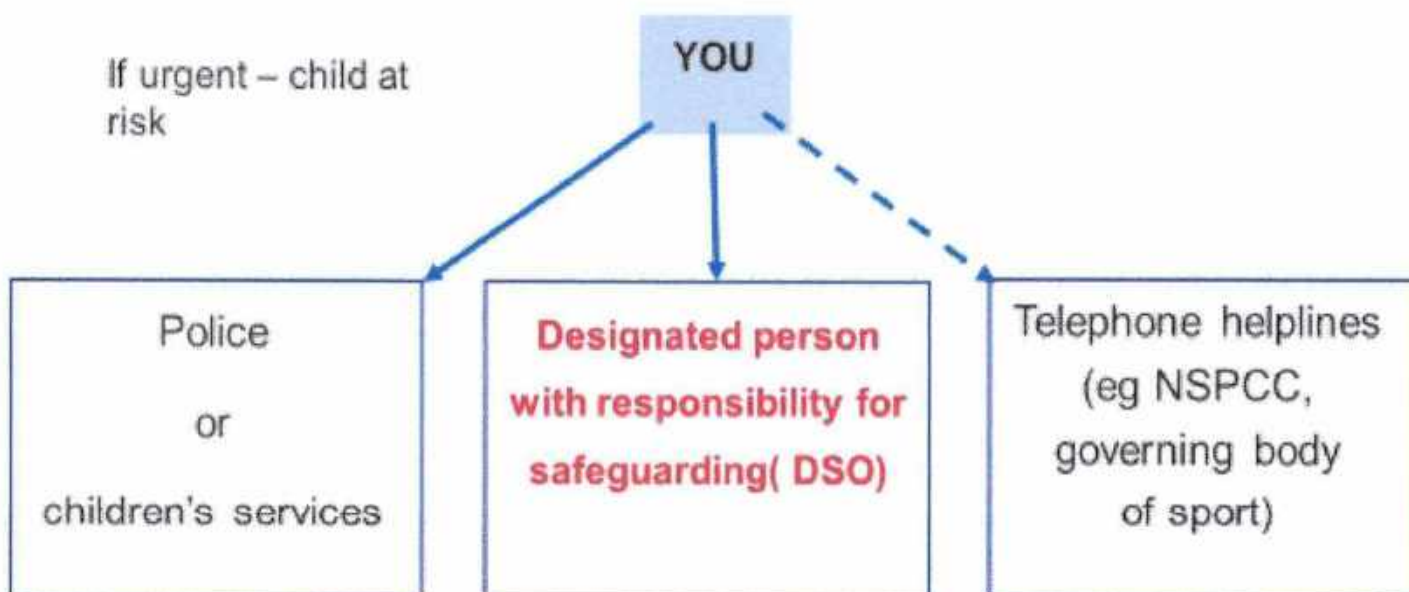 If urgent – child at
risk
YOU
Police
or
children's services
Designated person
with responsibility for
safeguarding( DSO)
Telephone helplines
(eg NSPCC,
governing body
of sport)